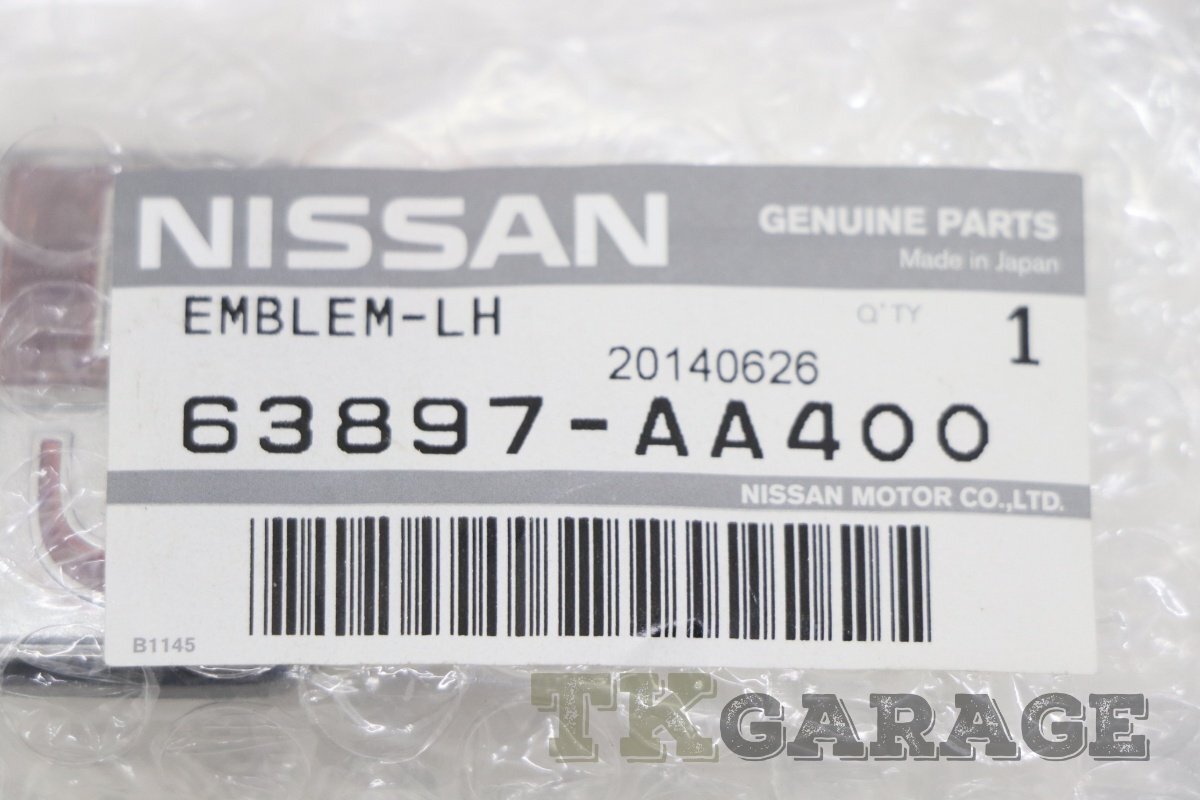 NISSAN
GENUINE PARTS
Made in Japan
EMBLEM-LH
Q'TY
1
20140626
63897-AA400
NISSAN MOTOR CO.,LTD.
B1145
TKGARAGE